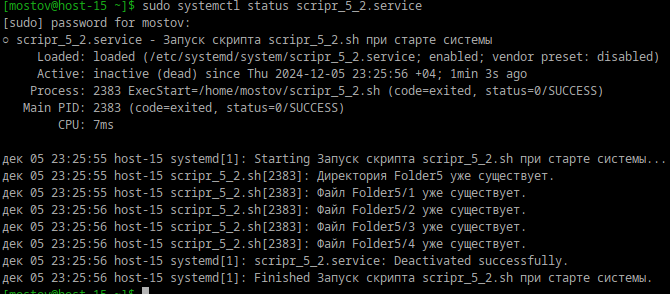 [mostov@host-15 ~]$ sudo systemctl status scripr_5_2.service
[sudo] password for mostov:
○ scripr_5_2.service - Запуск скрипта scripr_5_2.sh при старте системы
Loaded: loaded (/etc/systemd/system/scripr_5_2.service; enabled; vendor preset: disabled)
Active: inactive (dead) since Thu 2024-12-05 23:25:56 +04; 1min 3s ago
Process: 2383 ExecStart=/home/mostov/scripr_5_2.sh (code=exited, status=0/SUCCESS)
Main PID: 2383 (code=exited, status=0/SUCCESS)
CPU: 7ms
дек 05 23:25:55 host-15 systemd[1]: Starting Запуск скрипта scripr_5_2.sh при старте системы...
дек 05 23:25:55 host-15 scripr_5_2.sh[2383]: Директория Folder5 уже существует.
дек 05 23:25:55 host-15 scripr_5_2.sh[2383]: Файл Folder5/1 уже существует.
дек 05 23:25:56 host-15 scripr_5_2.sh[2383]: Файл Folder5/2 уже существует.
дек 05 23:25:56 host-15 scripr_5_2.sh[2383]: Файл Folder5/3 уже существует.
дек 05 23:25:56 host-15 scripr_5_2.sh[2383]: Файл Folder5/4 уже существует.
дек 05 23:25:56 host-15 systemd[1]: scripr_5_2.service: Deactivated successfully.
дек 05 23:25:56 host-15 systemd[1]: Finished Запуск скрипта scripr_5_2.sh при старте системы.
[mostov@host-15 ~]$